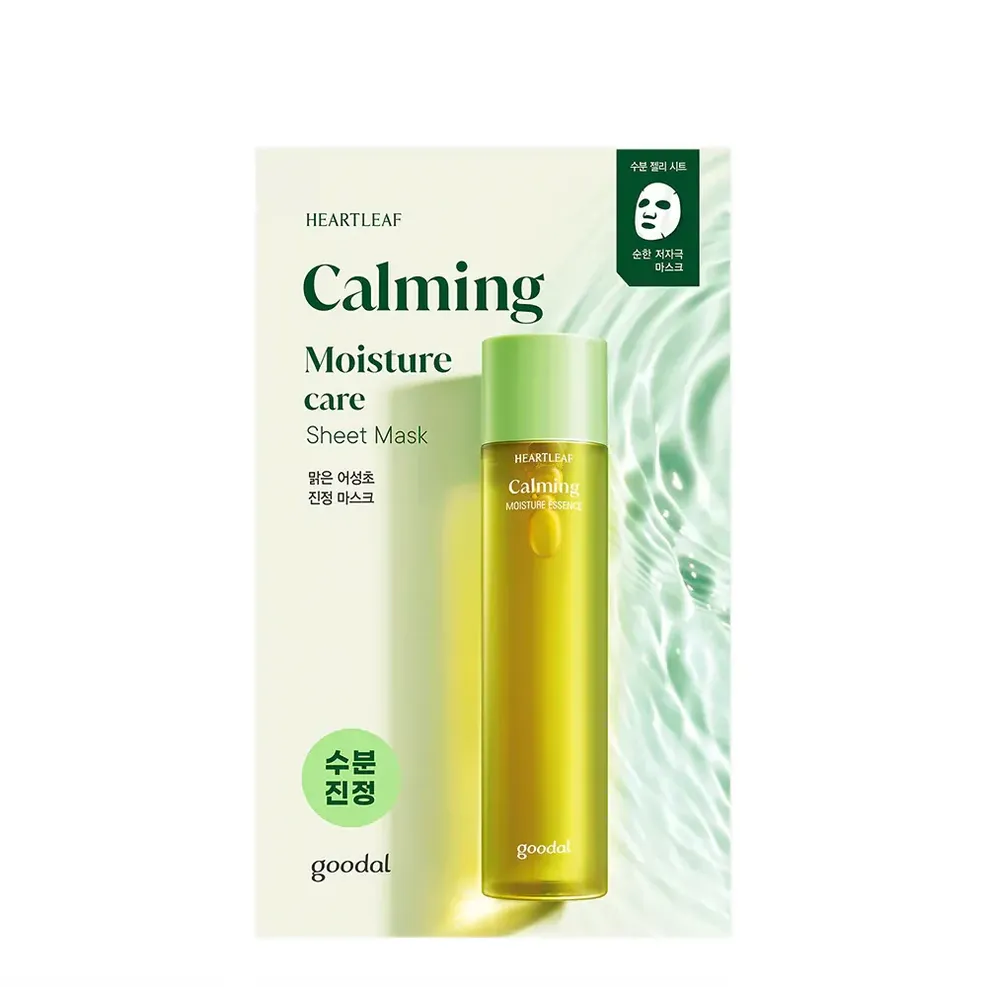 HEARTLEAF
Calming
Moisture
care
Sheet Mask
맑은 어성초
진정 마스크
수분 젤리 시트
순한 저자극
마스크
HEARTLEAF
Calming
MOISTURE ESSENCE
goodal
수분
진정
goodal